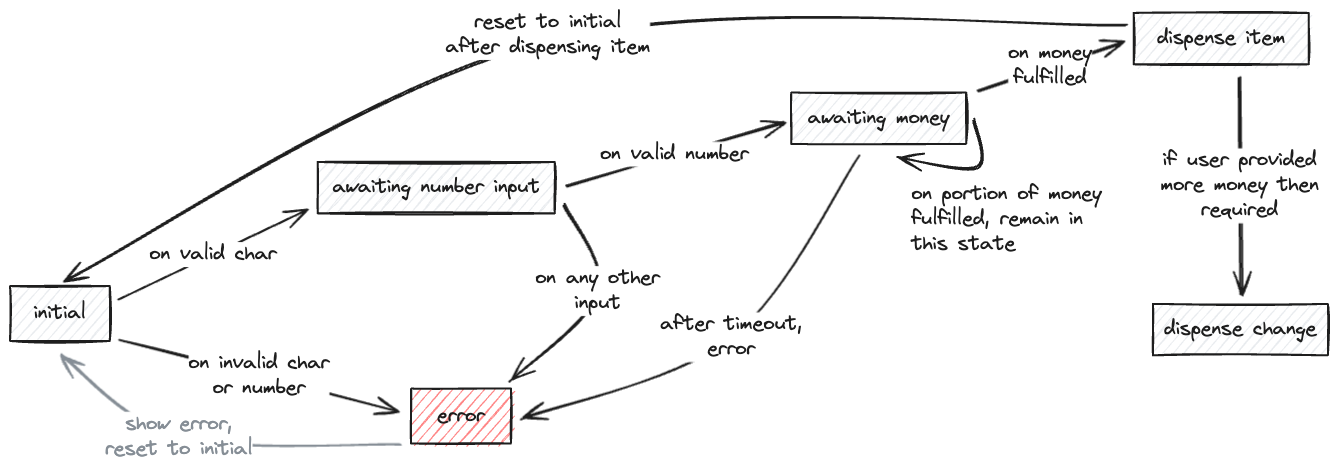 reset to initial
after dispensing item
dispense item
on money
fulfilled
awaiting money
on valid number
if user provided
more money then
required
awaiting number input
on portion of money
fulfilled, remain in
this state
on valid char
on any other
input
initial
after timeout,
error
dispense change
on invalid char
or number
error
show error,
reset to initial